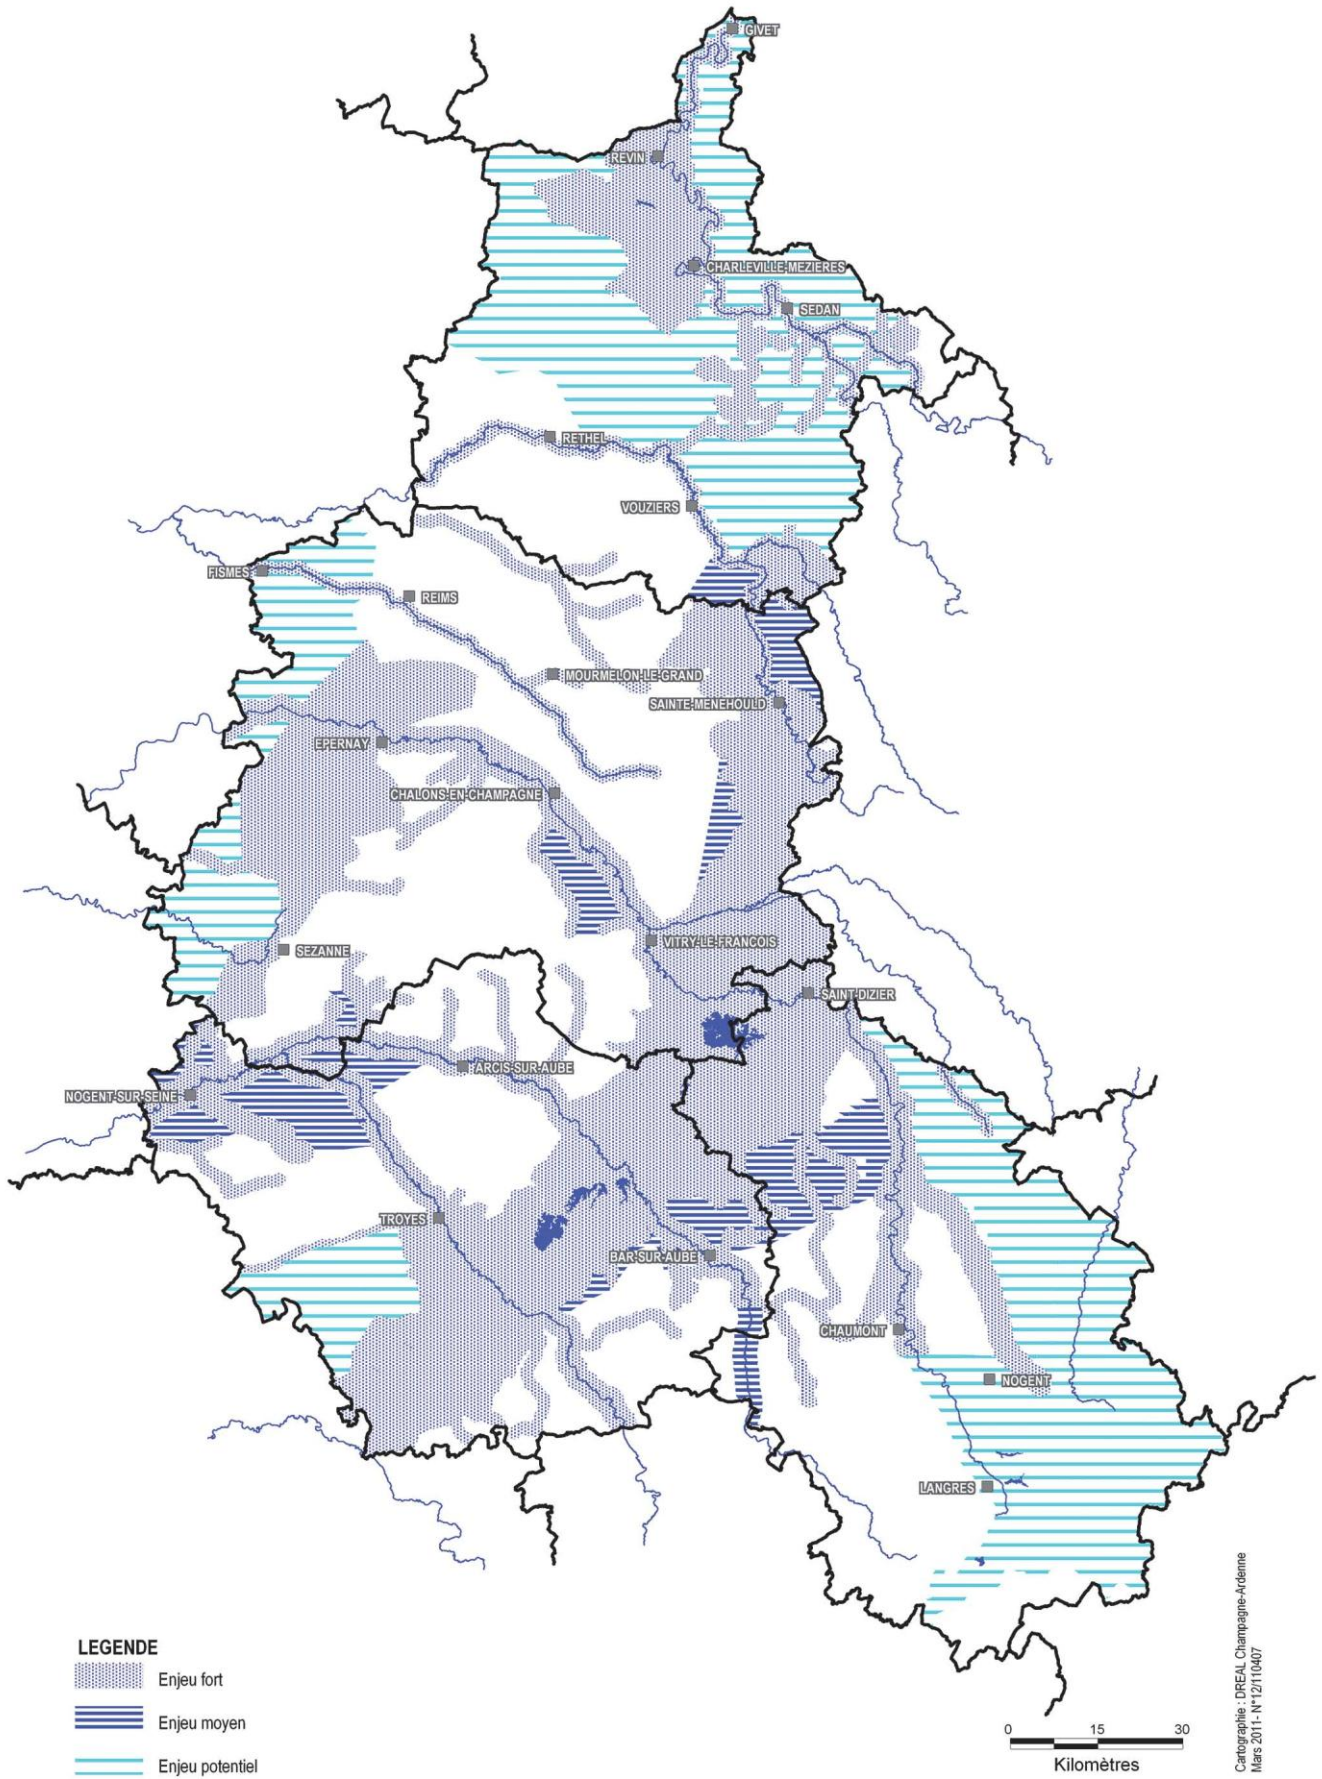 GIVET
REVIN
CHARLEVILLE-MEZIERES
SEDAN
RETHEL
VOUZIERS
FISMES
REIMS
MOURMELON-LE-GRAND
SAINTE-MENEHOULD
EPERNAY
CHALONS-EN-CHAMPAGNE
VITRY-LE-FRANCOIS
SEZANNE
SAINT-DIZIER
ARCIS-SUR-AUBE
NOGENT-SUR-SEINE
TROYES
BAR-SUR-AUBE
CHAUMONT
NOGENT
LANGRES
LEGENDE
Enjeu fort
Enjeu moyen
Enjeu potentiel
0 15 30
Kilomètres
Cartographie : DREAL Champagne-Ardenne
Mars 2011- N°12/110407